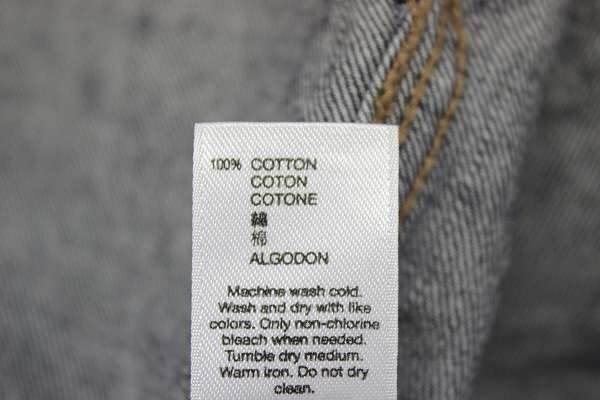 100% COTTON
COTON
COTONE
綿
棉
ALGODON
Machine wash cold.
Wash and dry with like
colors. Only non-chlorine
bleach when needed.
Tumble dry medium.
Warm iron. Do not dry
clean.